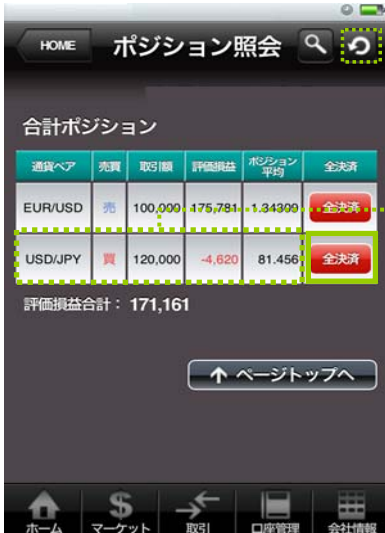 HOME ポジション照会
合計ポジション
通貨ペア 売買 取引額 評価損益 ポジション平均 全決済
EUR/USD 売 100,000 175,781 1.34309 全決済
USD/JPY 買 120,000 -4,620 81.456 全決済
評価損益合計： 171,161
ページトップへ
ホーム マーケット 取引 口座管理 会社情報